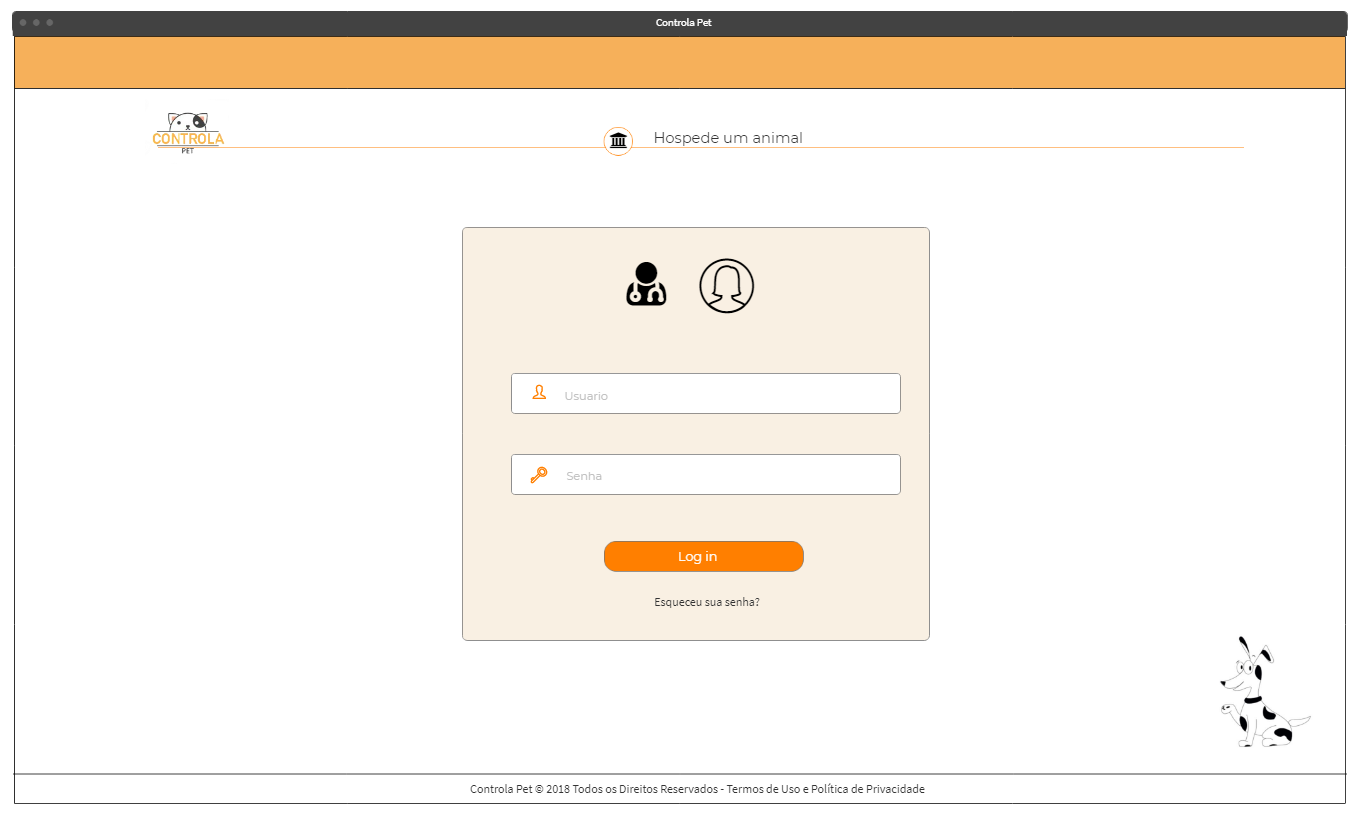 Controla Pet
CONTROLA
PET
Hospede um animal
Usuario
Senha
Log in
Esqueceu sua senha?
Controla Pet © 2018 Todos os Direitos Reservados - Termos de Uso e Política de Privacidade